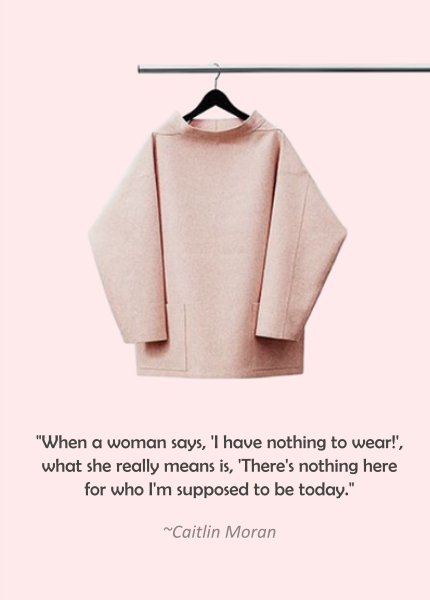 "When a woman says, 'I have nothing to wear!',
what she really means is, 'There's nothing here
for who I'm supposed to be today."
~Caitlin Moran